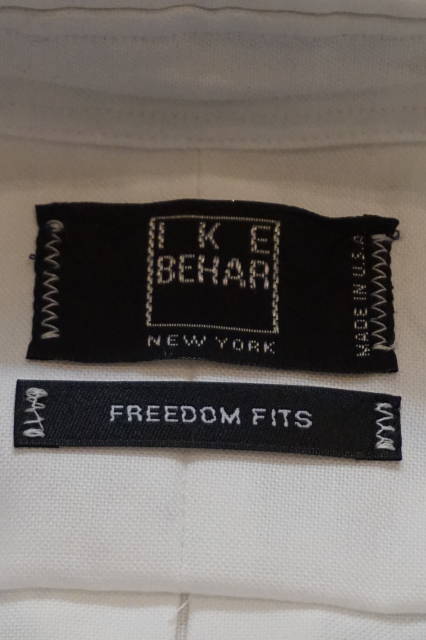 IKE
BEHAR
NEW YORK
MADE IN U.S.A
FREEDOM FITS